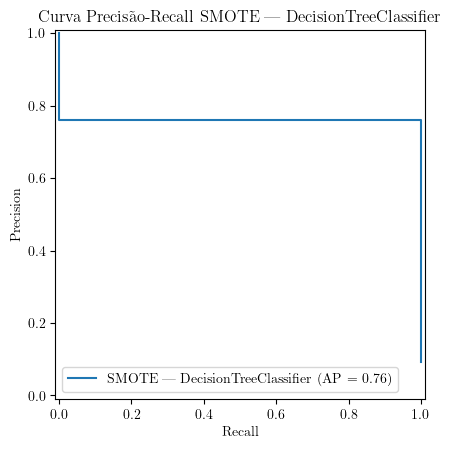 Curva Precisão-Recall SMOTE — DecisionTreeClassifier
1.0
0.8
0.6
0.4
0.2
0.0
Precision
SMOTE — DecisionTreeClassifier (AP = 0.76)
0.0 0.2 0.4 0.6 0.8 1.0
Recall